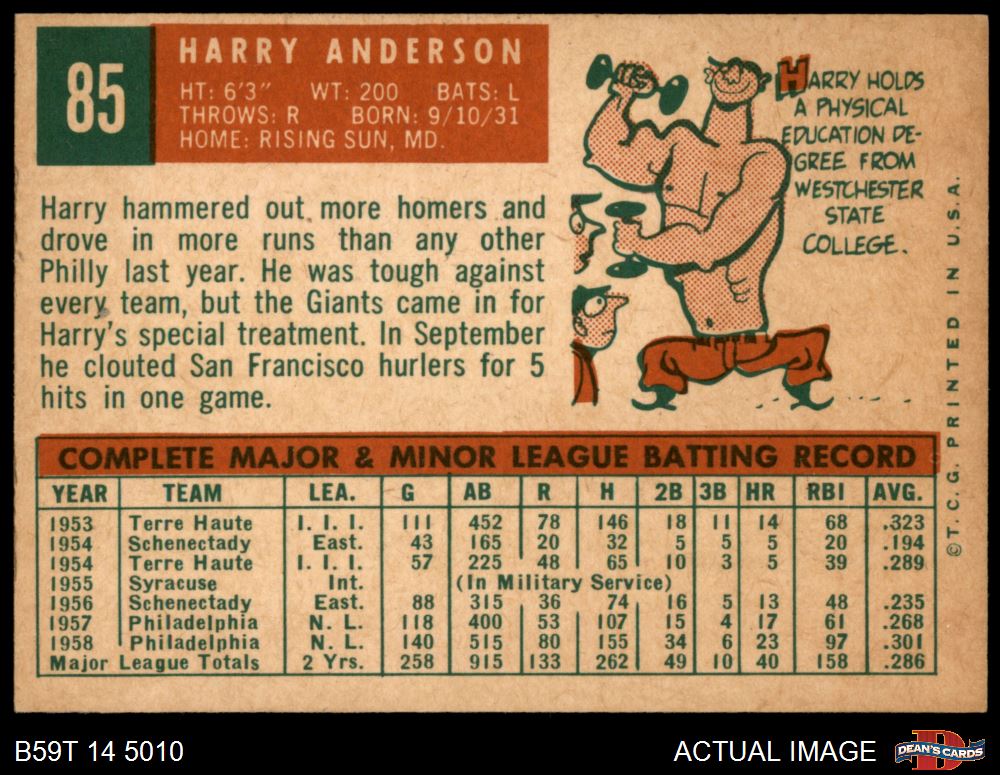 85
HARRY ANDERSON
HT: 6'3" WT: 200 BATS: L
THROWS: R BORN: 9/10/31
HOME: RISING SUN, MD.
HARRY HOLDS
A PHYSICAL
EDUCATION DE-
GREE FROM
WESTCHESTER
STATE
COLLEGE.
Harry hammered out more homers and
drove in more runs than any other
Philly last year. He was tough against
every team, but the Giants came in for
Harry's special treatment. In September
he clouted San Francisco hurlers for 5
hits in one game.
COMPLETE MAJOR & MINOR LEAGUE BATTING RECORD
YEAR TEAM LEA. G AB R H 2B 3B HR RBI AVG.
1953 Terre Haute I. I. I. 111 452 78 146 18 11 14 68 .323
1954 Schenectady East. 43 165 20 32 5 5 5 20 .194
1954 Terre Haute I. I. I. 57 225 48 65 10 3 5 39 .289
1955 Syracuse Int. (In Military Service)
1956 Schenectady East. 88 315 36 74 16 5 13 48 .235
1957 Philadelphia N. L. 118 400 53 107 15 4 17 61 .268
1958 Philadelphia N. L. 140 515 80 155 34 6 23 97 .301
Major League Totals 2 Yrs. 258 915 133 262 49 10 40 158 .286
© T. C. G. PRINTED IN U.S.A.
B59T 14 5010
ACTUAL IMAGE
DEAN'S CARDS